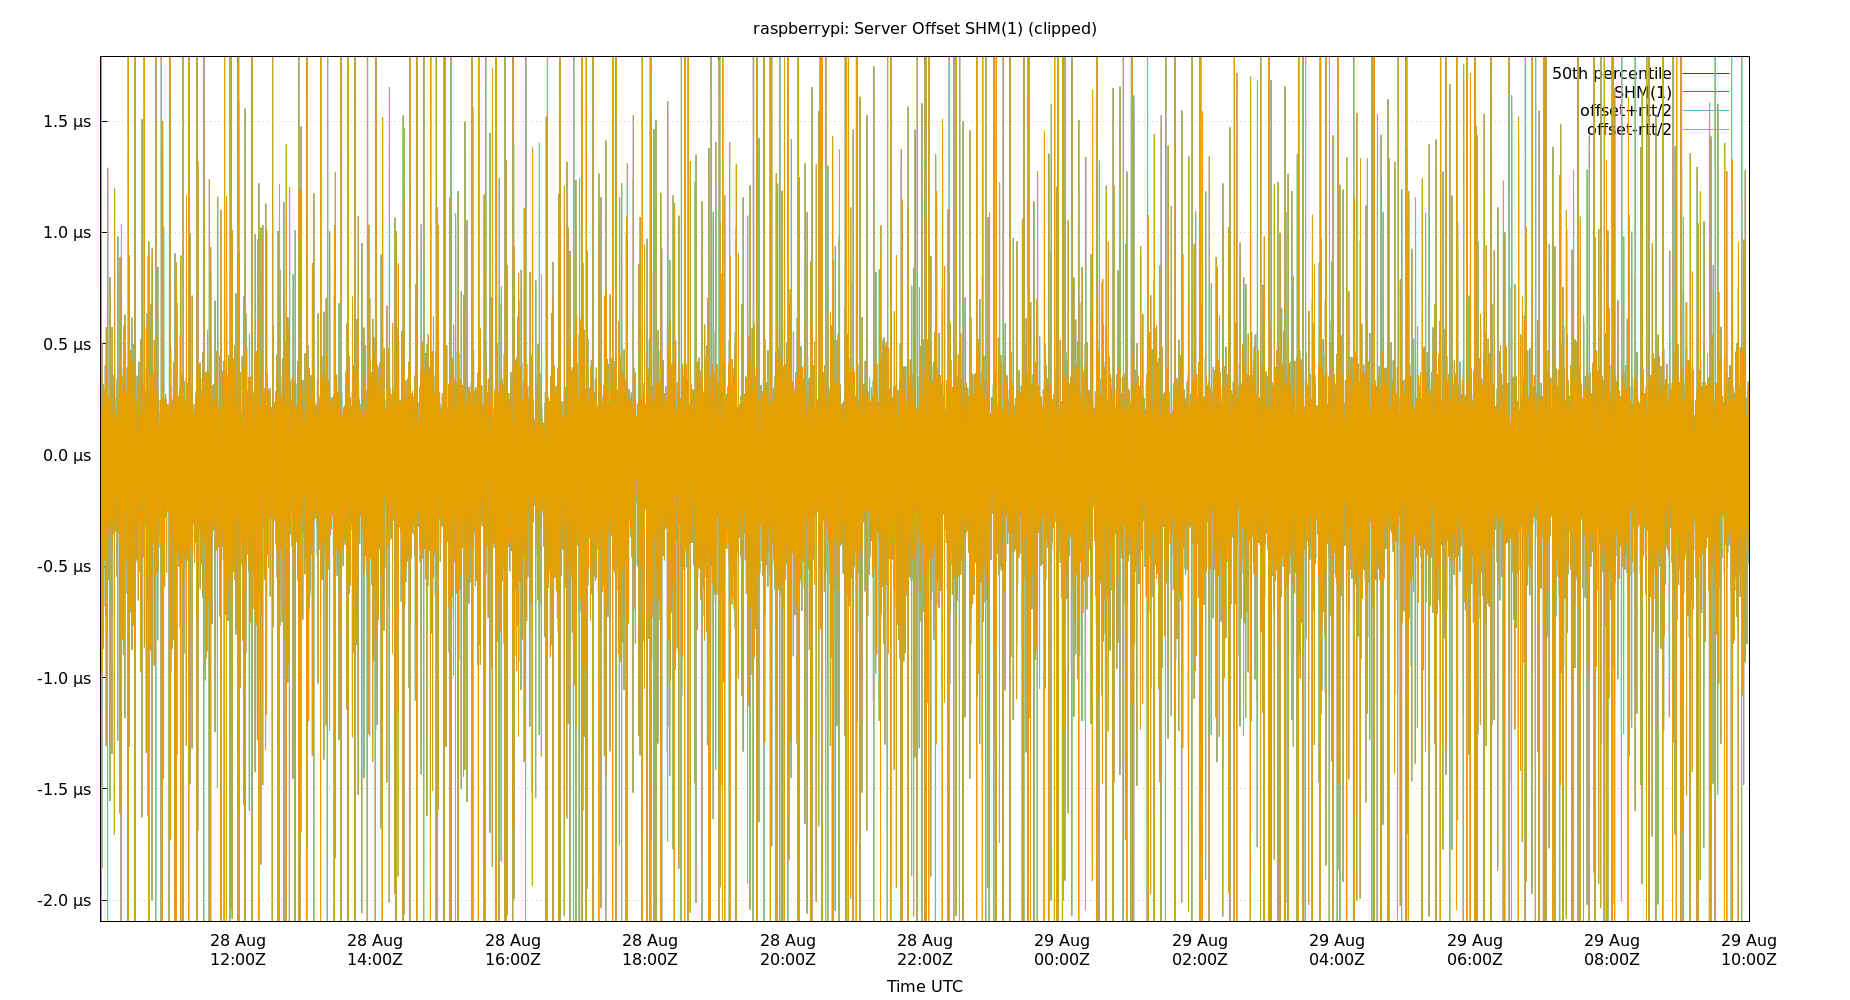 raspberrypi: Server Offset SHM(1) (clipped)
50th percentile
SHM(1)
offset+rtt/2
offset-rtt/2
1.5 µs
1.0 µs
0.5 µs
0.0 µs
-0.5 µs
-1.0 µs
-1.5 µs
-2.0 µs
28 Aug 28 Aug 28 Aug 28 Aug 28 Aug 28 Aug 29 Aug 29 Aug 29 Aug 29 Aug 29 Aug 29 Aug
12:00Z 14:00Z 16:00Z 18:00Z 20:00Z 22:00Z 00:00Z 02:00Z 04:00Z 06:00Z 08:00Z 10:00Z
Time UTC